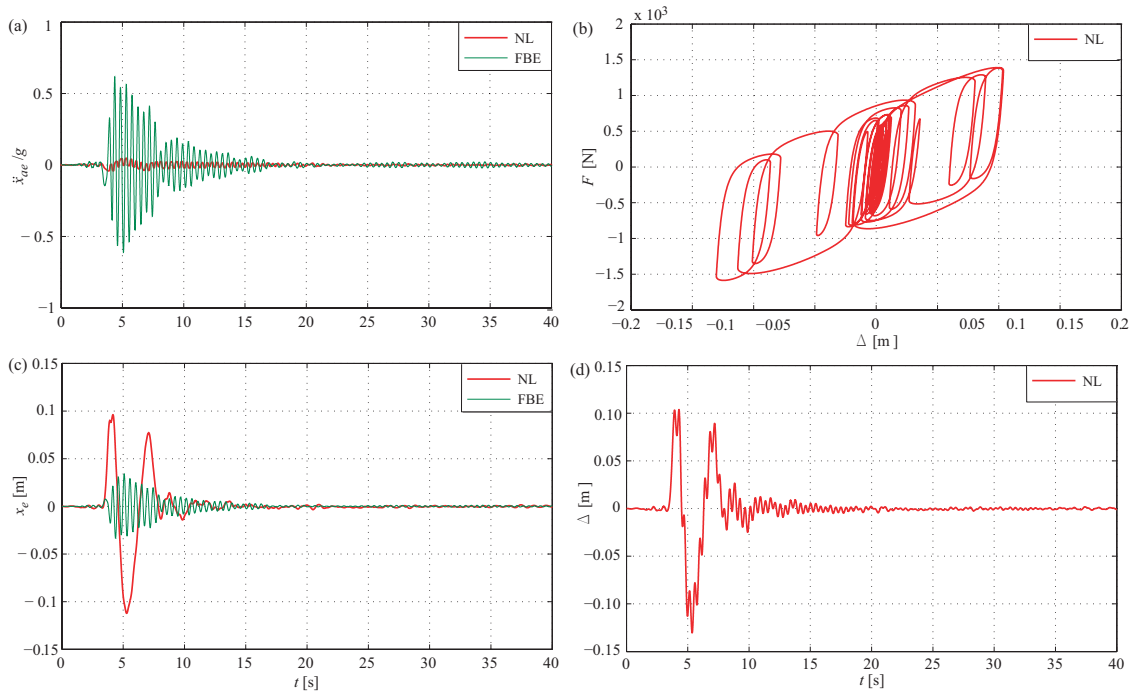 (a)
1
0.5
0
−0.5
−1
ẍae /g
NL
FBE
0 5 10 15 20 25 30 35 40
(b)
2 x 10³
1.5
1
0.5
0
−0.5
−1
−1.5
−2
F [N]
NL
−0.2 −0.15 −0.1 −0.05 0 0.05 0.1 0.2
Δ [m ]
(c)
0.15
0.1
0.05
0
−0.05
−0.1
−0.15
xe [m]
NL
FBE
0 5 10 15 20 25 30 35 40
t [s]
(d)
0.15
0.10
0.05
0
−0.05
−0.10
−0.15
Δ [m ]
NL
0 5 10 15 20 25 30 35 40
t [s]